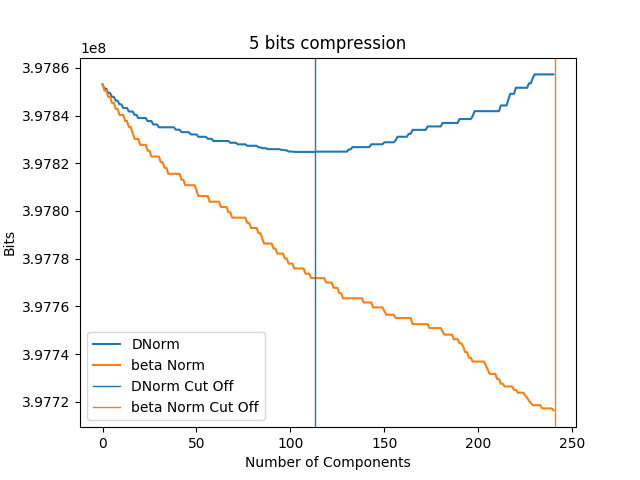 5 bits compression
1e8
3.9786
3.9784
3.9782
3.9780
3.9778
3.9776
3.9774
3.9772
Bits
DNorm
beta Norm
DNorm Cut Off
beta Norm Cut Off
0 50 100 150 200 250
Number of Components